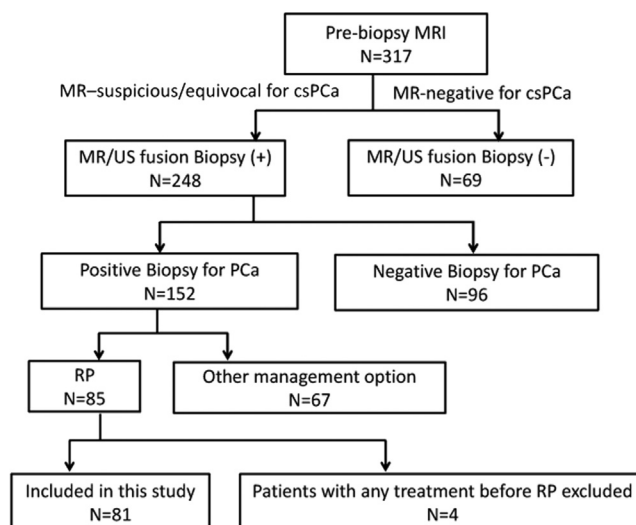 Pre-biopsy MRI
N=317
MR–suspicious/equivocal for csPCa
MR-negative for csPCa
MR/US fusion Biopsy (+)
N=248
MR/US fusion Biopsy (-)
N=69
Positive Biopsy for PCa
N=152
Negative Biopsy for PCa
N=96
RP
N=85
Other management option
N=67
Included in this study
N=81
Patients with any treatment before RP excluded
N=4